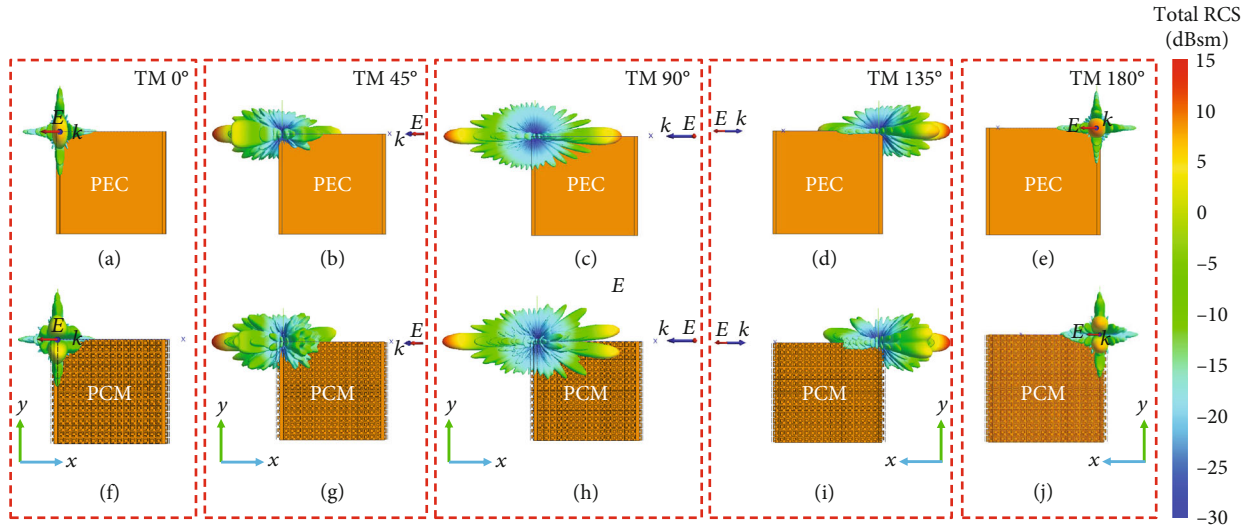 Total RCS
(dBsm)
TM 0° TM 45° TM 90° TM 135° TM 180°
15
10
5
0
–5
–10
–15
–20
–25
–30
E k
E k
k E
E k
E k
x x x x
PEC PEC PEC PEC PEC
(a) (b) (c) (d) (e)
E
E k
E k
k E
E k
E k
x x x x x
PCM PCM PCM PCM PCM
y y y y y
x x x x x
(f) (g) (h) (i) (j)